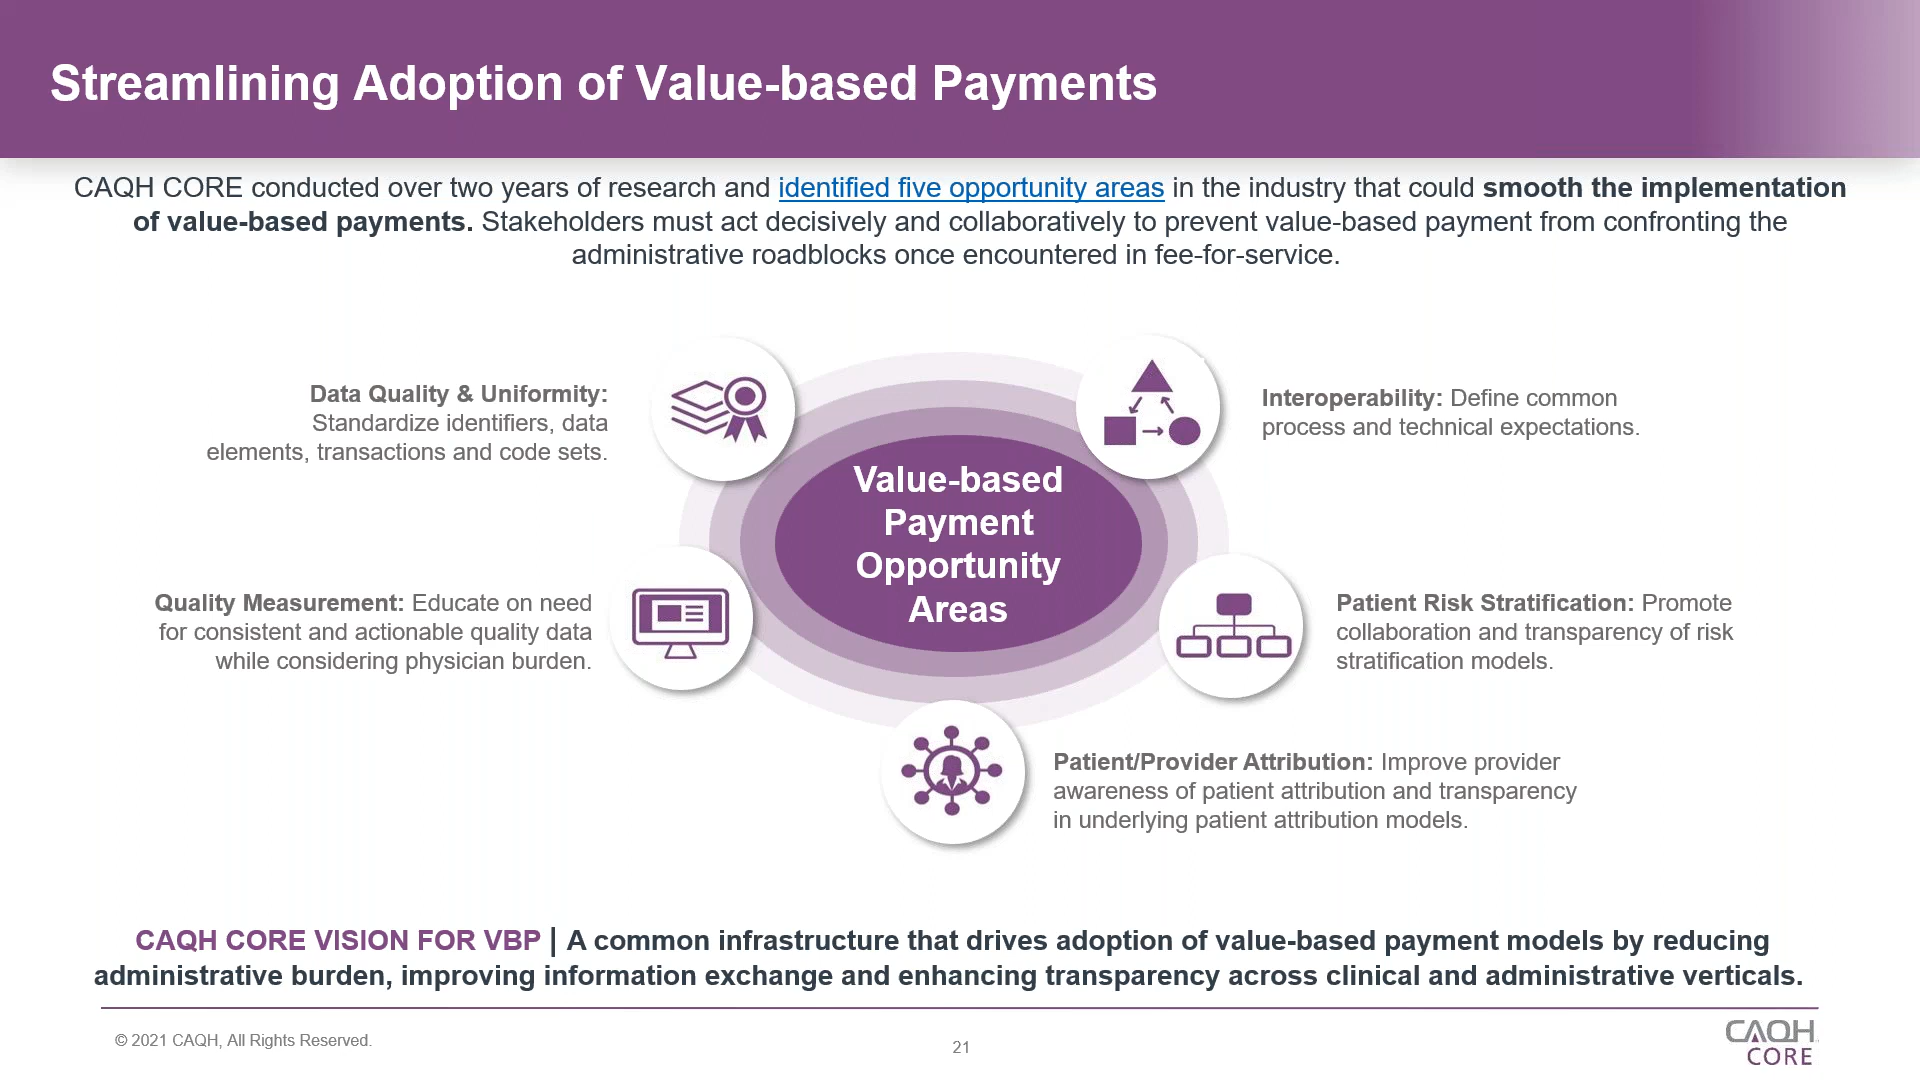 Streamlining Adoption of Value-based Payments
CAQH CORE conducted over two years of research and identified five opportunity areas in the industry that could smooth the implementation
of value-based payments. Stakeholders must act decisively and collaboratively to prevent value-based payment from confronting the
administrative roadblocks once encountered in fee-for-service.
Data Quality & Uniformity:
Standardize identifiers, data
elements, transactions and code sets.
Interoperability: Define common
process and technical expectations.
Value-based
Payment
Opportunity
Areas
Quality Measurement: Educate on need
for consistent and actionable quality data
while considering physician burden.
Patient Risk Stratification: Promote
collaboration and transparency of risk
stratification models.
Patient/Provider Attribution: Improve provider
awareness of patient attribution and transparency
in underlying patient attribution models.
CAQH CORE VISION FOR VBP | A common infrastructure that drives adoption of value-based payment models by reducing
administrative burden, improving information exchange and enhancing transparency across clinical and administrative verticals.
© 2021 CAQH, All Rights Reserved.
21
CAQH
CORE